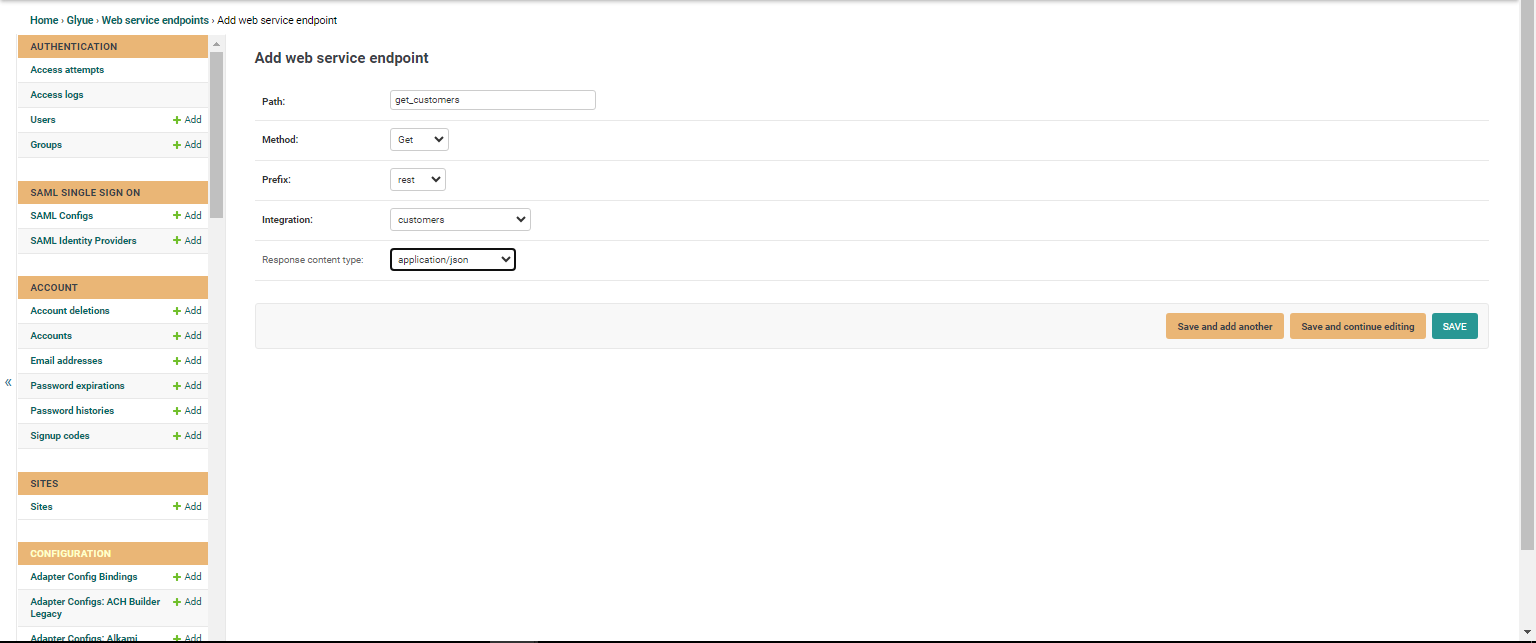 Home › Glyue › Web service endpoints › Add web service endpoint
AUTHENTICATION
Access attempts
Access logs
Users + Add
Groups + Add
SAML SINGLE SIGN ON
SAML Configs + Add
SAML Identity Providers + Add
ACCOUNT
Account deletions + Add
Accounts + Add
Email addresses + Add
Password expirations + Add
Password histories + Add
Signup codes + Add
SITES
Sites + Add
CONFIGURATION
Adapter Config Bindings + Add
Adapter Configs: ACH Builder + Add
Legacy
Adapter Configs: Alkami + Add
«
Add web service endpoint
Path: get_customers
Method: Get
Prefix: rest
Integration: customers
Response content type: application/json
Save and add another Save and continue editing SAVE